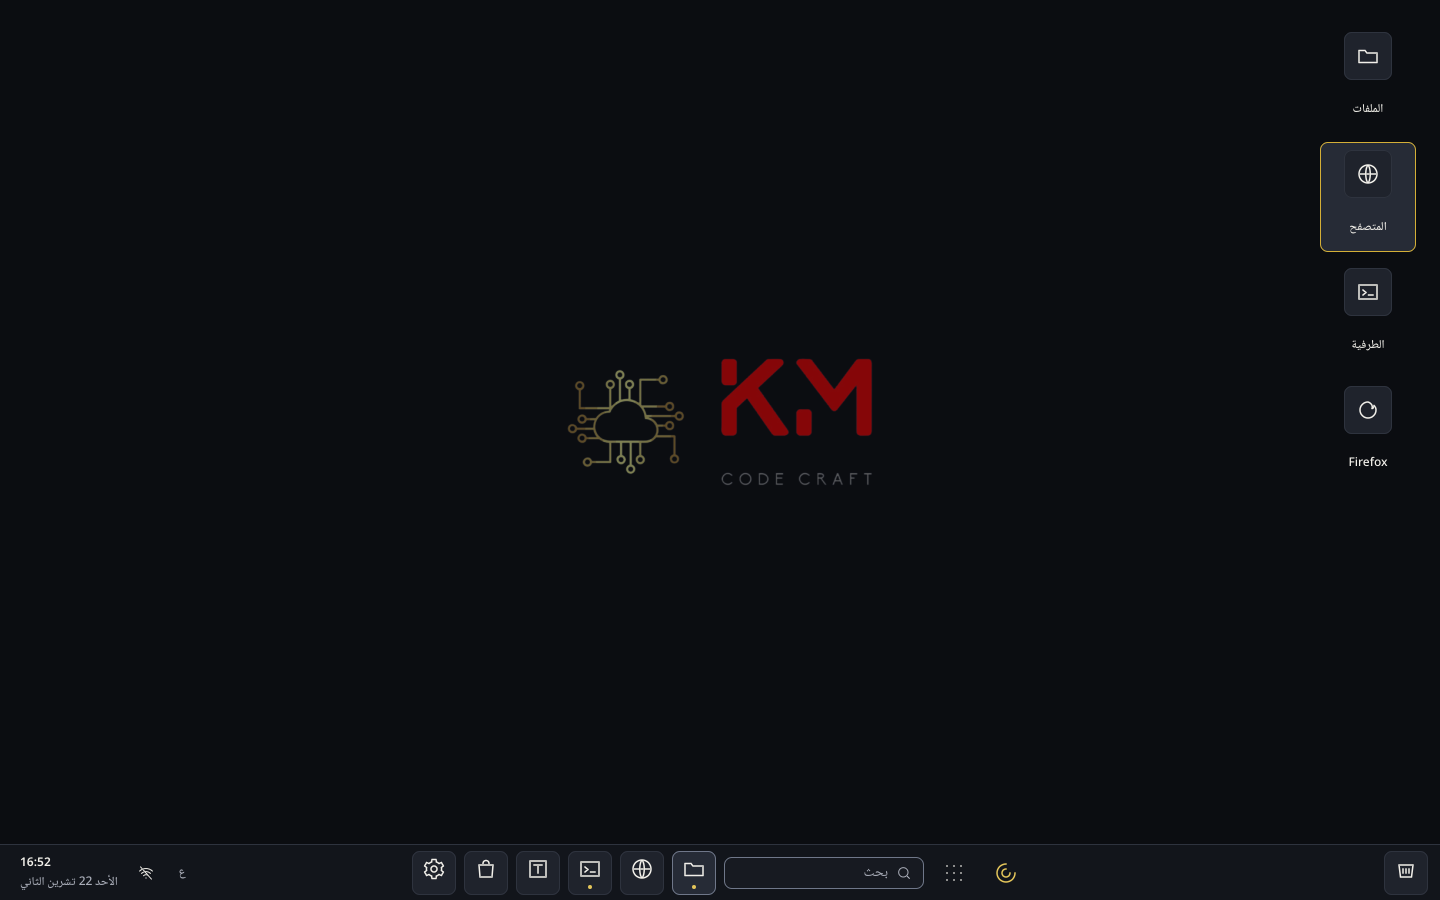 الملفات
المتصفح
الطرفية
Firefox
KM
CODE CRAFT
بحث
ع
16:52
الأحد 22 تشرين الثاني